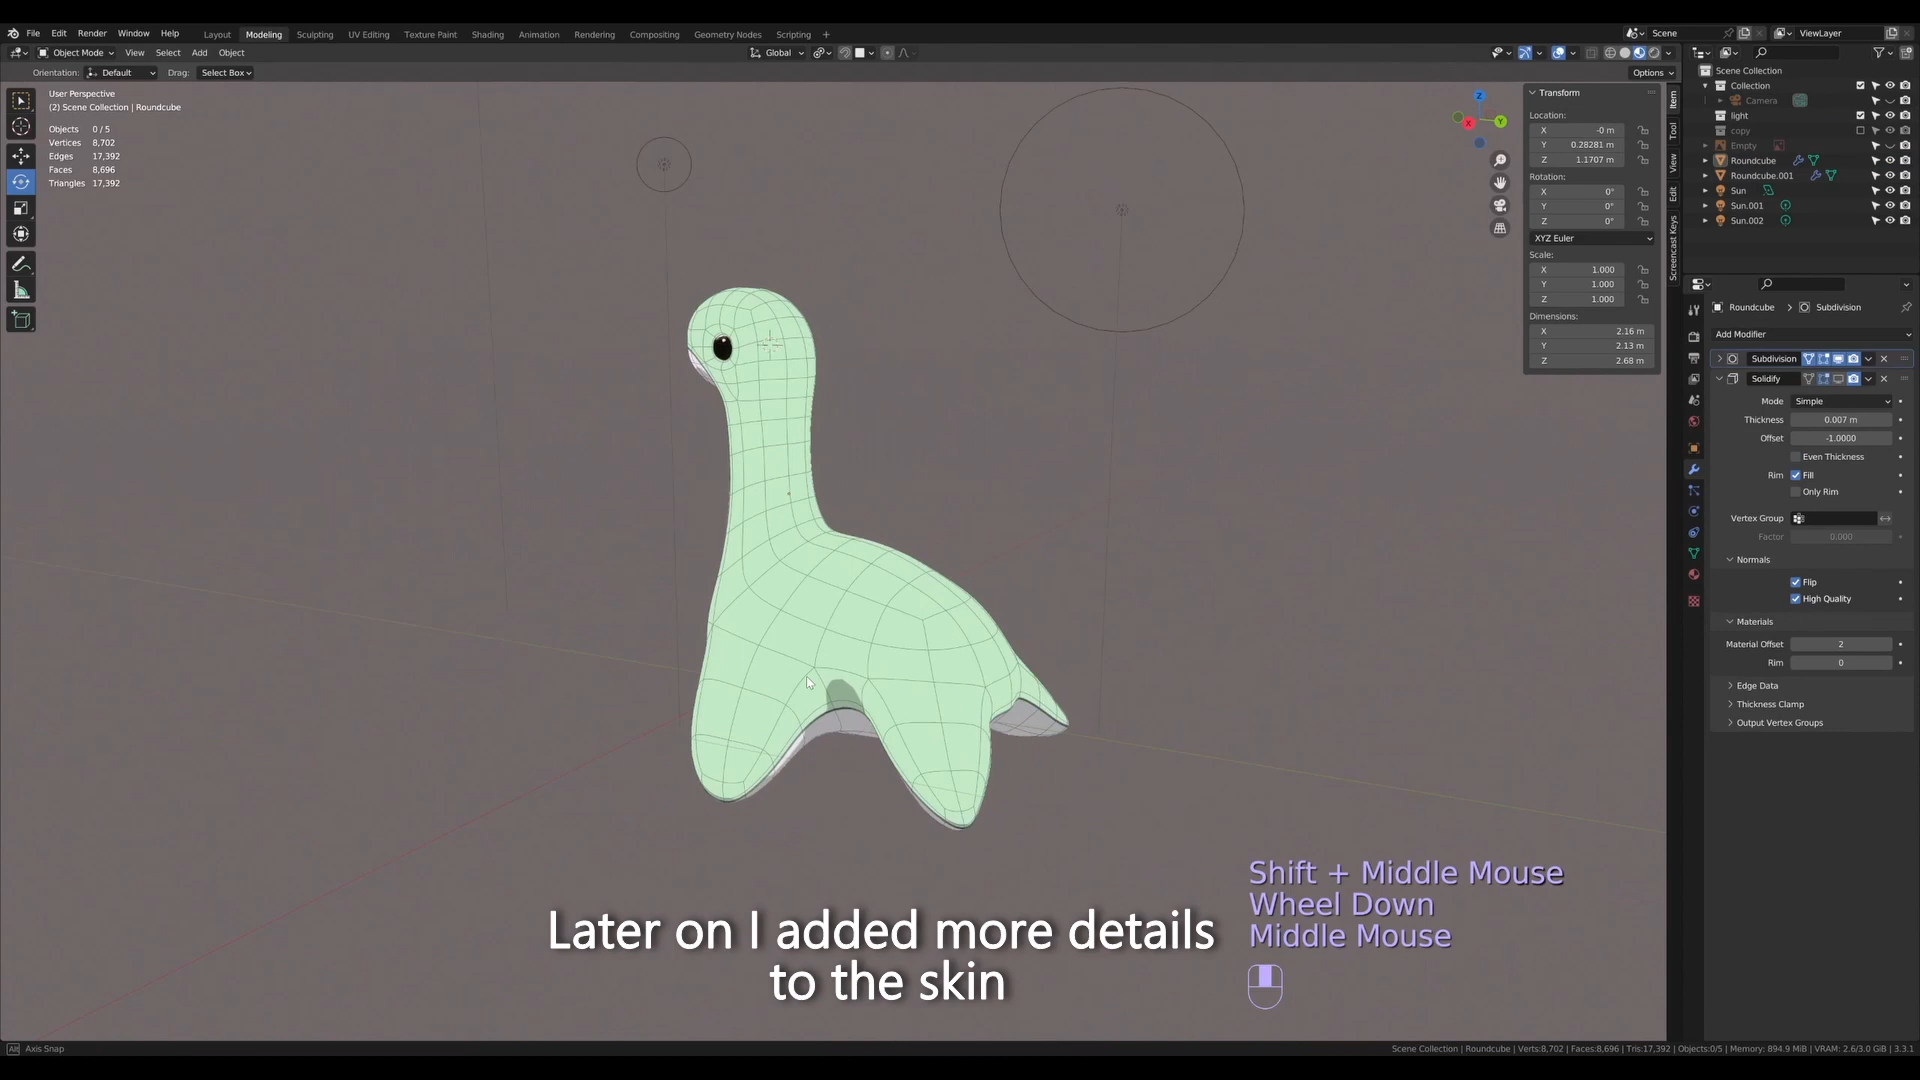 File Edit Render Window Help Layout Modeling Sculpting UV Editing Texture Paint Shading Animation Rendering Compositing Geometry Nodes Scripting + Scene ViewLayer
Object Mode View Select Add Object Global
Orientation: Default Drag: Select Box Options
User Perspective
(2) Scene Collection | Roundcube
Objects 0 / 5
Vertices 8,702
Edges 17,392
Faces 8,696
Triangles 17,392
Z
Y
X
Transform
Location:
X -0 m
Y 0.28281 m
Z 1.1707 m
Rotation:
X 0°
Y 0°
Z 0°
XYZ Euler
Scale:
X 1.000
Y 1.000
Z 1.000
Dimensions:
X 2.16 m
Y 2.13 m
Z 2.68 m
Item
Tool
View
Edit
Screencast Keys
Scene Collection
Collection
Camera
light
copy
Empty
Roundcube
Roundcube.001
Sun
Sun.001
Sun.002
Roundcube > Subdivision
Add Modifier
Subdivision
Solidify
Mode Simple
Thickness 0.007 m
Offset -1.0000
Even Thickness
Rim Fill
Only Rim
Vertex Group
Factor 0.000
Normals
Flip
High Quality
Materials
Material Offset 2
Rim 0
Edge Data
Thickness Clamp
Output Vertex Groups
Shift + Middle Mouse
Wheel Down
Middle Mouse
Later on I added more details
to the skin
Alt Axis Snap
Scene Collection | Roundcube | Verts:8,702 | Faces:8,696 | Tris:17,392 | Objects:0/5 | Memory: 894.9 MiB | VRAM: 2.6/3.0 GiB | 3.3.1